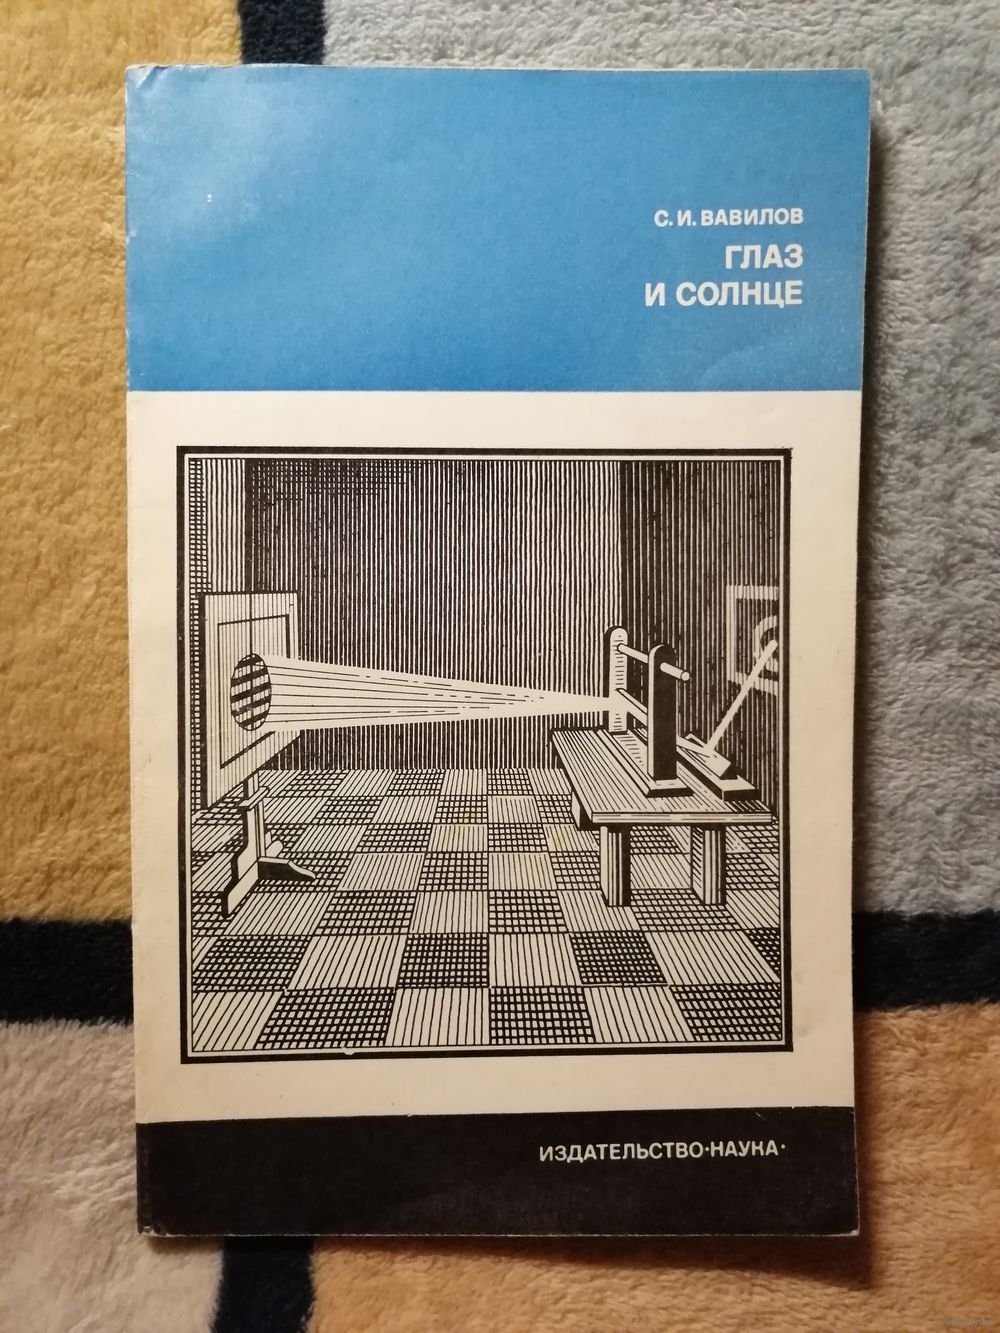 С. И. ВАВИЛОВ
ГЛАЗ
И СОЛНЦЕ
ИЗДАТЕЛЬСТВО·НАУКА·